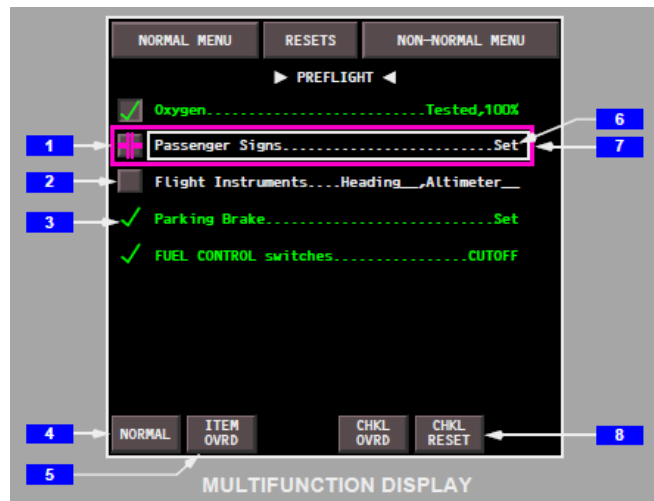 NORMAL MENU RESETS NON-NORMAL MENU
▶ PREFLIGHT ◀
Oxygen..........................Tested,100%
6
1 Passenger Signs.........................Set 7
2 Flight Instruments....Heading__,Altimeter__
3 Parking Brake...........................Set
FUEL CONTROL switches................CUTOFF
4 NORMAL ITEM OVRD CHKL OVRD CHKL RESET 8
5
MULTIFUNCTION DISPLAY